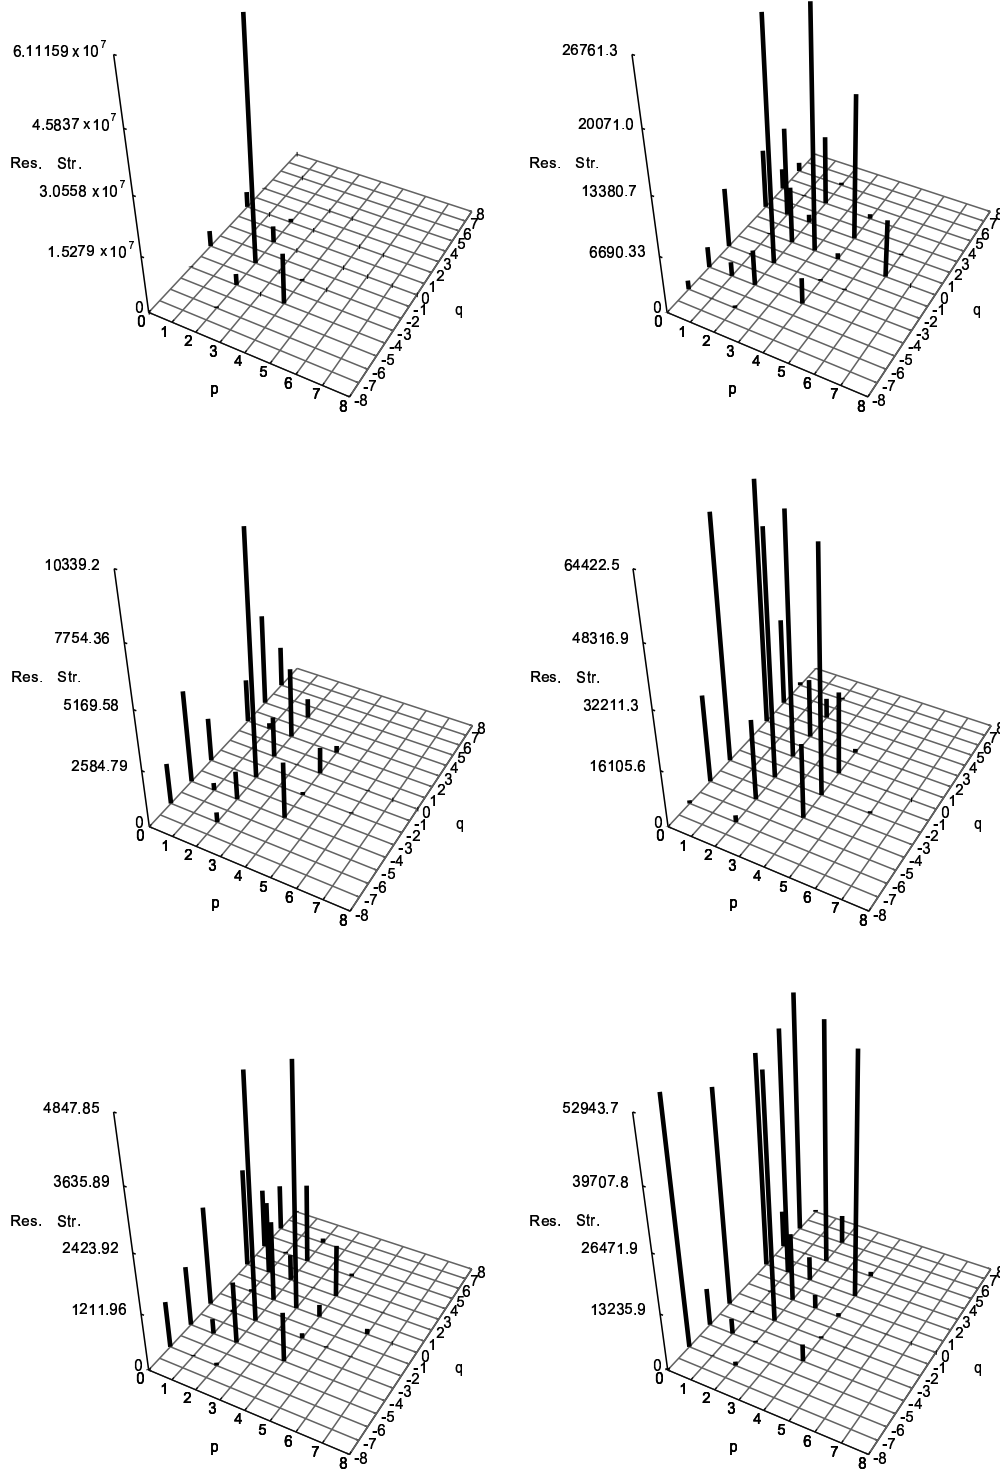 6.11159 x 10^7
4.5837 x 10^7
Res. Str.
3.0558 x 10^7
1.5279 x 10^7
0
0 1 2 3 4 5 6 7 8
p
-8 -7 -6 -5 -4 -3 -2 -1 0 1 2 3 4 5 6 7 8
q
26761.3
20071.0
Res. Str.
13380.7
6690.33
0
0 1 2 3 4 5 6 7 8
p
-8 -7 -6 -5 -4 -3 -2 -1 0 1 2 3 4 5 6 7 8
q
10339.2
7754.36
Res. Str.
5169.58
2584.79
0
0 1 2 3 4 5 6 7 8
p
-8 -7 -6 -5 -4 -3 -2 -1 0 1 2 3 4 5 6 7 8
q
64422.5
48316.9
Res. Str.
32211.3
16105.6
0
0 1 2 3 4 5 6 7 8
p
-8 -7 -6 -5 -4 -3 -2 -1 0 1 2 3 4 5 6 7 8
q
4847.85
3635.89
Res. Str.
2423.92
1211.96
0
0 1 2 3 4 5 6 7 8
p
-8 -7 -6 -5 -4 -3 -2 -1 0 1 2 3 4 5 6 7 8
q
52943.7
39707.8
Res. Str.
26471.9
13235.9
0
0 1 2 3 4 5 6 7 8
p
-8 -7 -6 -5 -4 -3 -2 -1 0 1 2 3 4 5 6 7 8
q